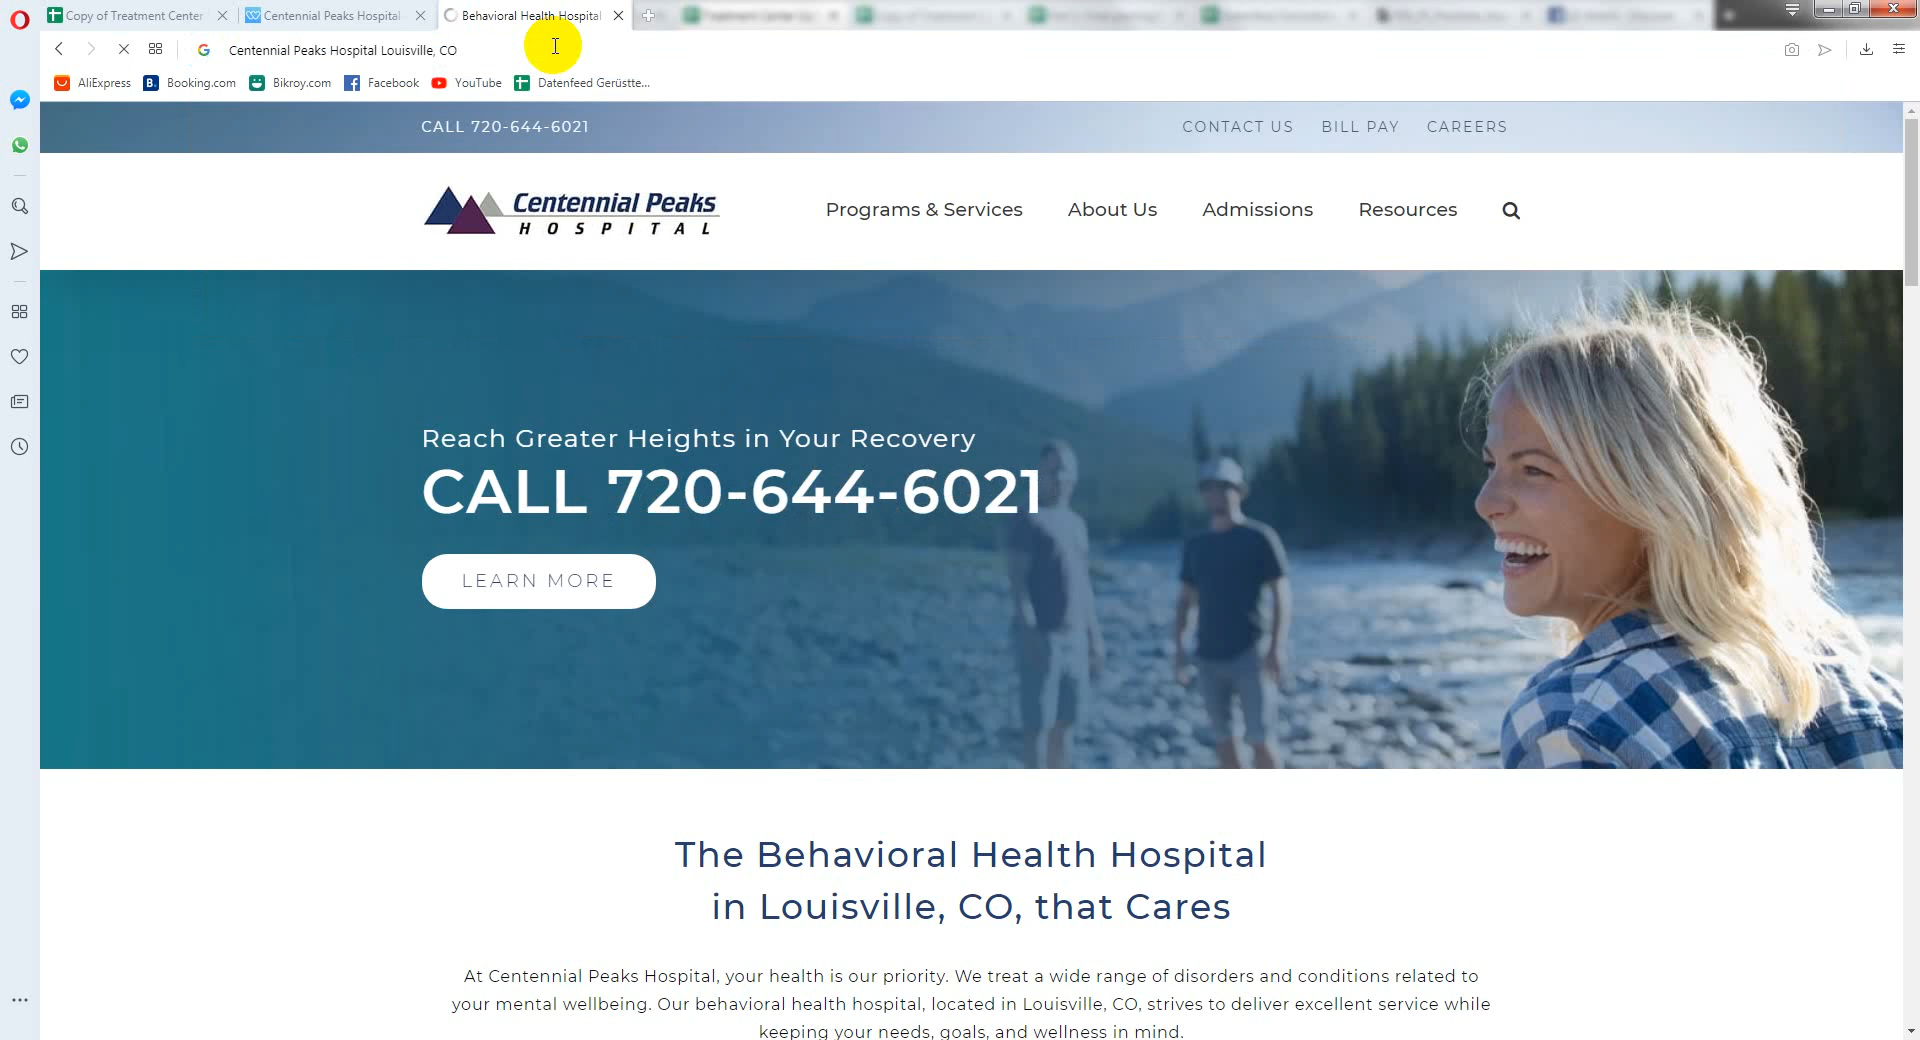 Copy of Treatment Center
Centennial Peaks Hospital
Behavioral Health Hospital
Centennial Peaks Hospital Louisville, CO
AliExpress
Booking.com
Bikroy.com
Facebook
YouTube
Datenfeed Gerüstte...
CALL 720-644-6021
CONTACT US
BILL PAY
CAREERS
Centennial Peaks
HOSPITAL
Programs & Services
About Us
Admissions
Resources
Reach Greater Heights in Your Recovery
CALL 720-644-6021
LEARN MORE
The Behavioral Health Hospital
in Louisville, CO, that Cares
At Centennial Peaks Hospital, your health is our priority. We treat a wide range of disorders and conditions related to
your mental wellbeing. Our behavioral health hospital, located in Louisville, CO, strives to deliver excellent service while
keeping your needs, goals, and wellness in mind.